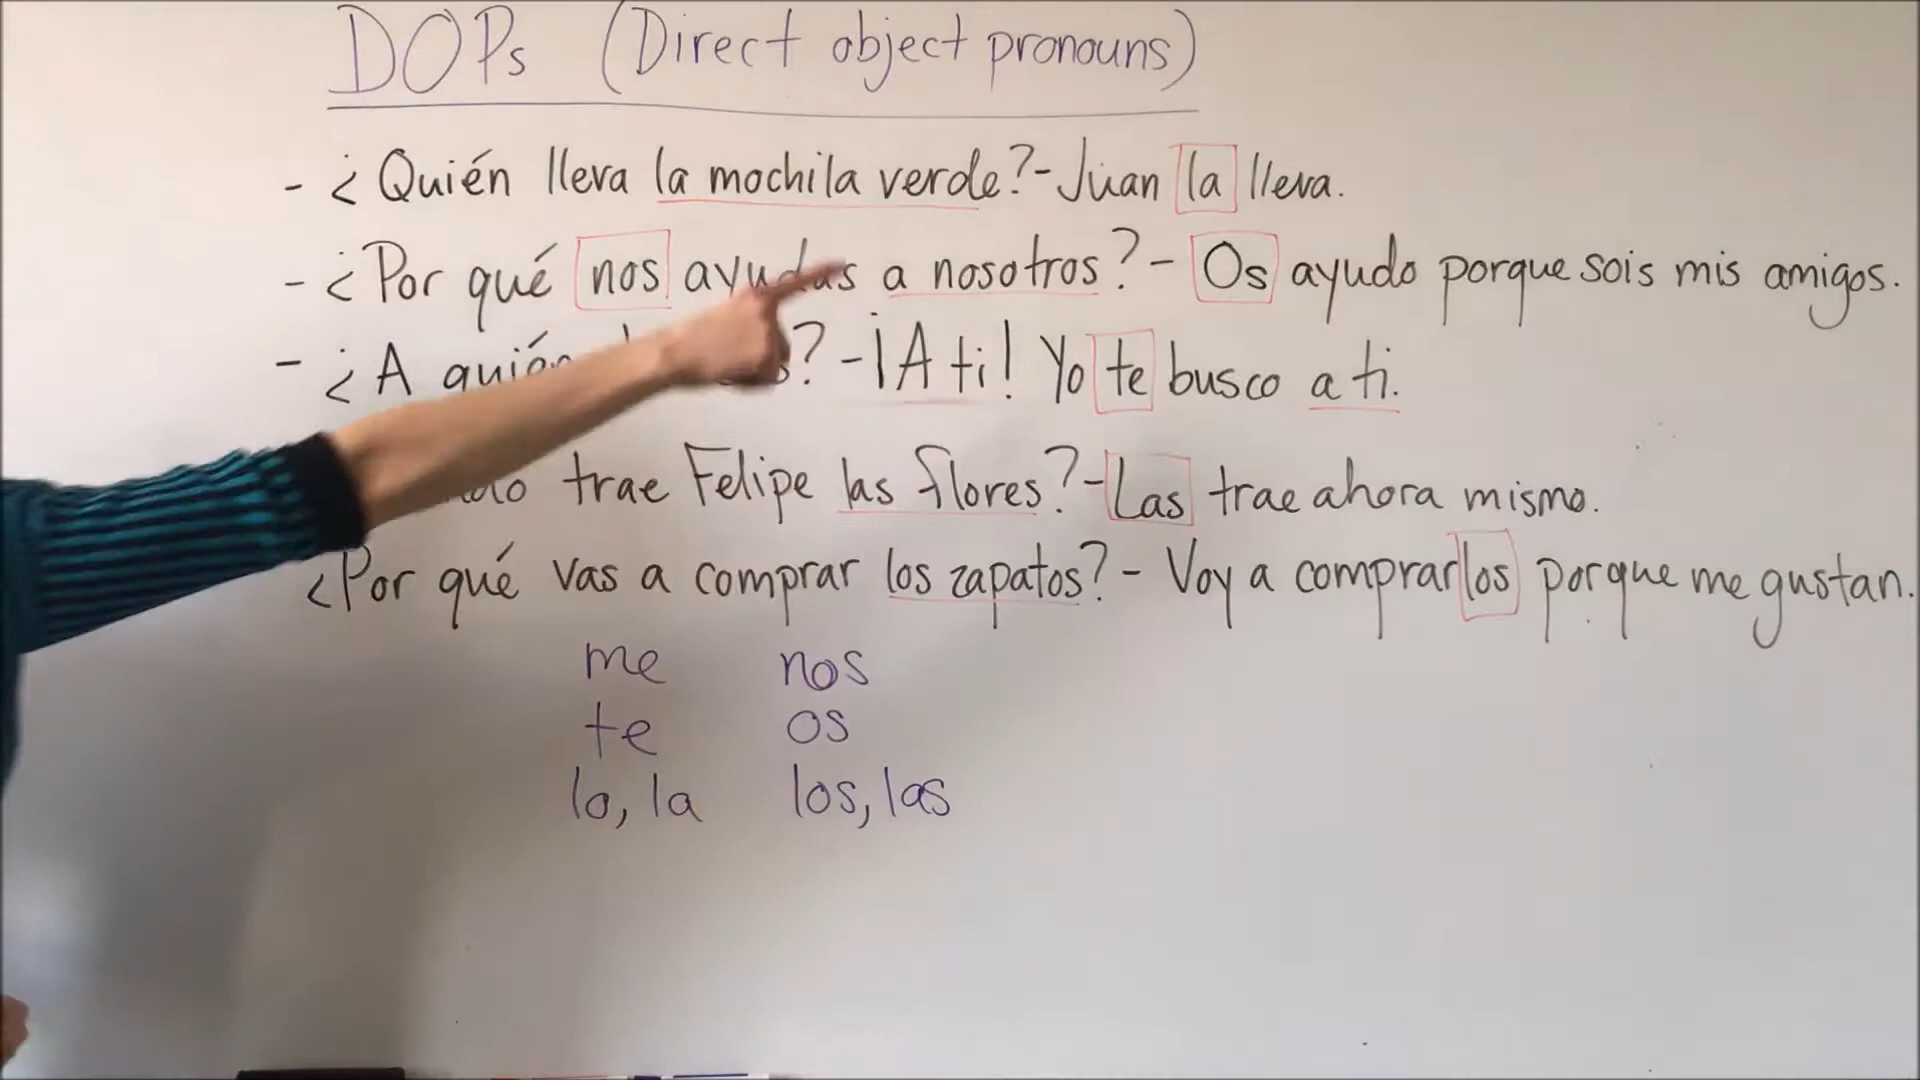 DOPs (Direct object pronouns)
- ¿Quién lleva la mochila verde? - Juan la lleva.
- ¿Por qué nos ayudas a nosotros? - Os ayudo porque sois mis amigos.
- ¿A quién ? - ¡A ti! Yo te busco a ti.
trae Felipe las flores? - Las trae ahora mismo.
¿Por qué vas a comprar los zapatos? - Voy a comprarlos porque me gustan.
me nos
te os
lo, la los, las